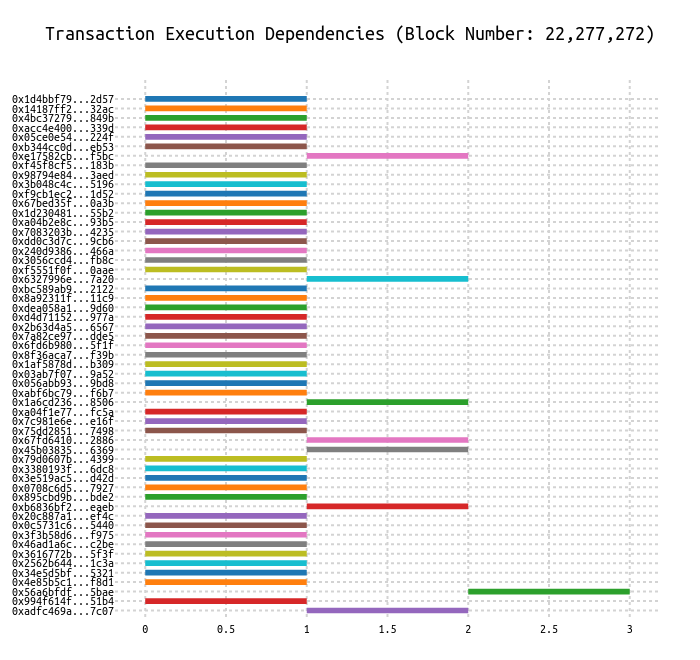 Transaction Execution Dependencies (Block Number: 22,277,272)
0x1d4bbf79...2d57
0x14187ff2...32ac
0x4bc37279...849b
0xacc4e400...339d
0x05ce0e54...224f
0xb344cc0d...eb53
0xe17582cb...f5bc
0xf45f8cf5...183b
0x98794e84...3aed
0x3b048c4c...5196
0xf9cb1ec2...1d52
0x67bed35f...0a3b
0x1d230481...55b2
0xa04b2e8c...93b5
0x7083203b...4235
0xdd0c3d7c...9cb6
0x240d9386...466a
0x3056ccd4...fb8c
0xf5551f0f...0aae
0x6327996e...7a20
0xbc589ab9...2122
0x8a92311f...11c9
0xdea058a1...9d60
0xd4d71152...977a
0x2b63d4a5...6567
0x7a82ce97...dde5
0x6fd6b980...5f1f
0x8f36aca7...f39b
0x1af5878d...b309
0x03ab7f07...9a52
0x056abb93...9bd8
0xabf6bc79...f6b7
0x1a6cd236...8506
0xa04f1e77...fc5a
0x7c981e6e...e16f
0x75dd2851...7498
0x67fd6410...2886
0x45b03835...6369
0x79d0607b...4399
0x3380193f...6dc8
0x3e519ac5...d42d
0x0708c6d5...7927
0x895cbd9b...bde2
0xb6836bf2...eaeb
0x20c887a1...ef4c
0x0c5731c6...5440
0x3f3b58d6...f975
0x46ad1a6c...c2be
0x3616772b...5f3f
0x2562b644...1c3a
0x34e5d5bf...5321
0x4e85b5c1...f8d1
0x56a6bfdf...5bae
0x994f614f...51b4
0xadfc469a...7c07
0 0.5 1 1.5 2 2.5 3